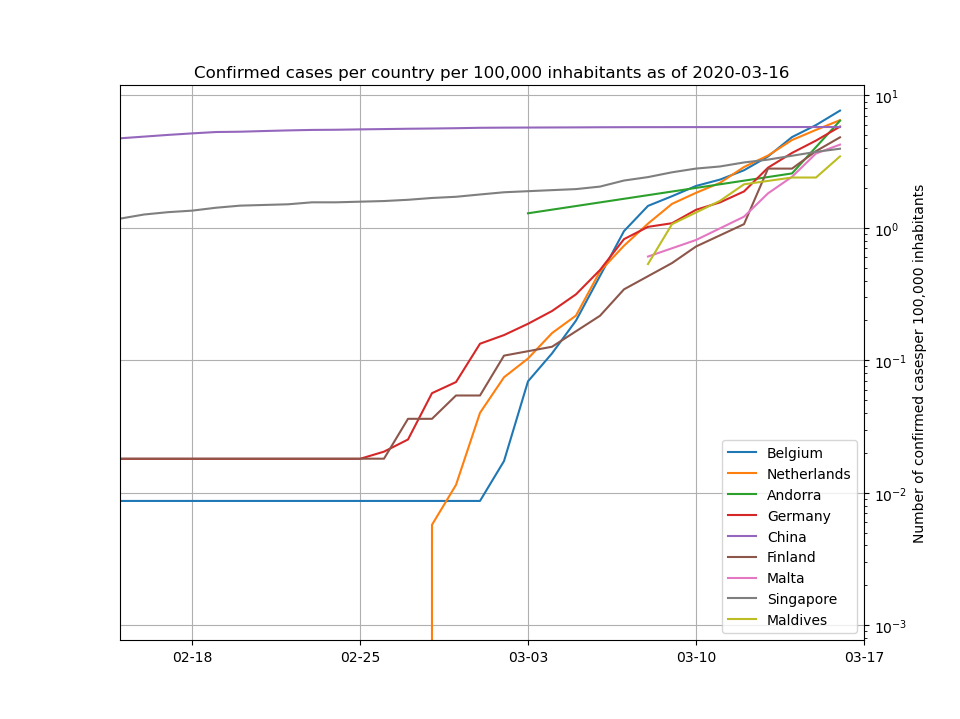 Confirmed cases per country per 100,000 inhabitants as of 2020-03-16
10¹
10⁰
10⁻¹
10⁻²
10⁻³
Number of confirmed casesper 100,000 inhabitants
Belgium
Netherlands
Andorra
Germany
China
Finland
Malta
Singapore
Maldives
02-18 02-25 03-03 03-10 03-17